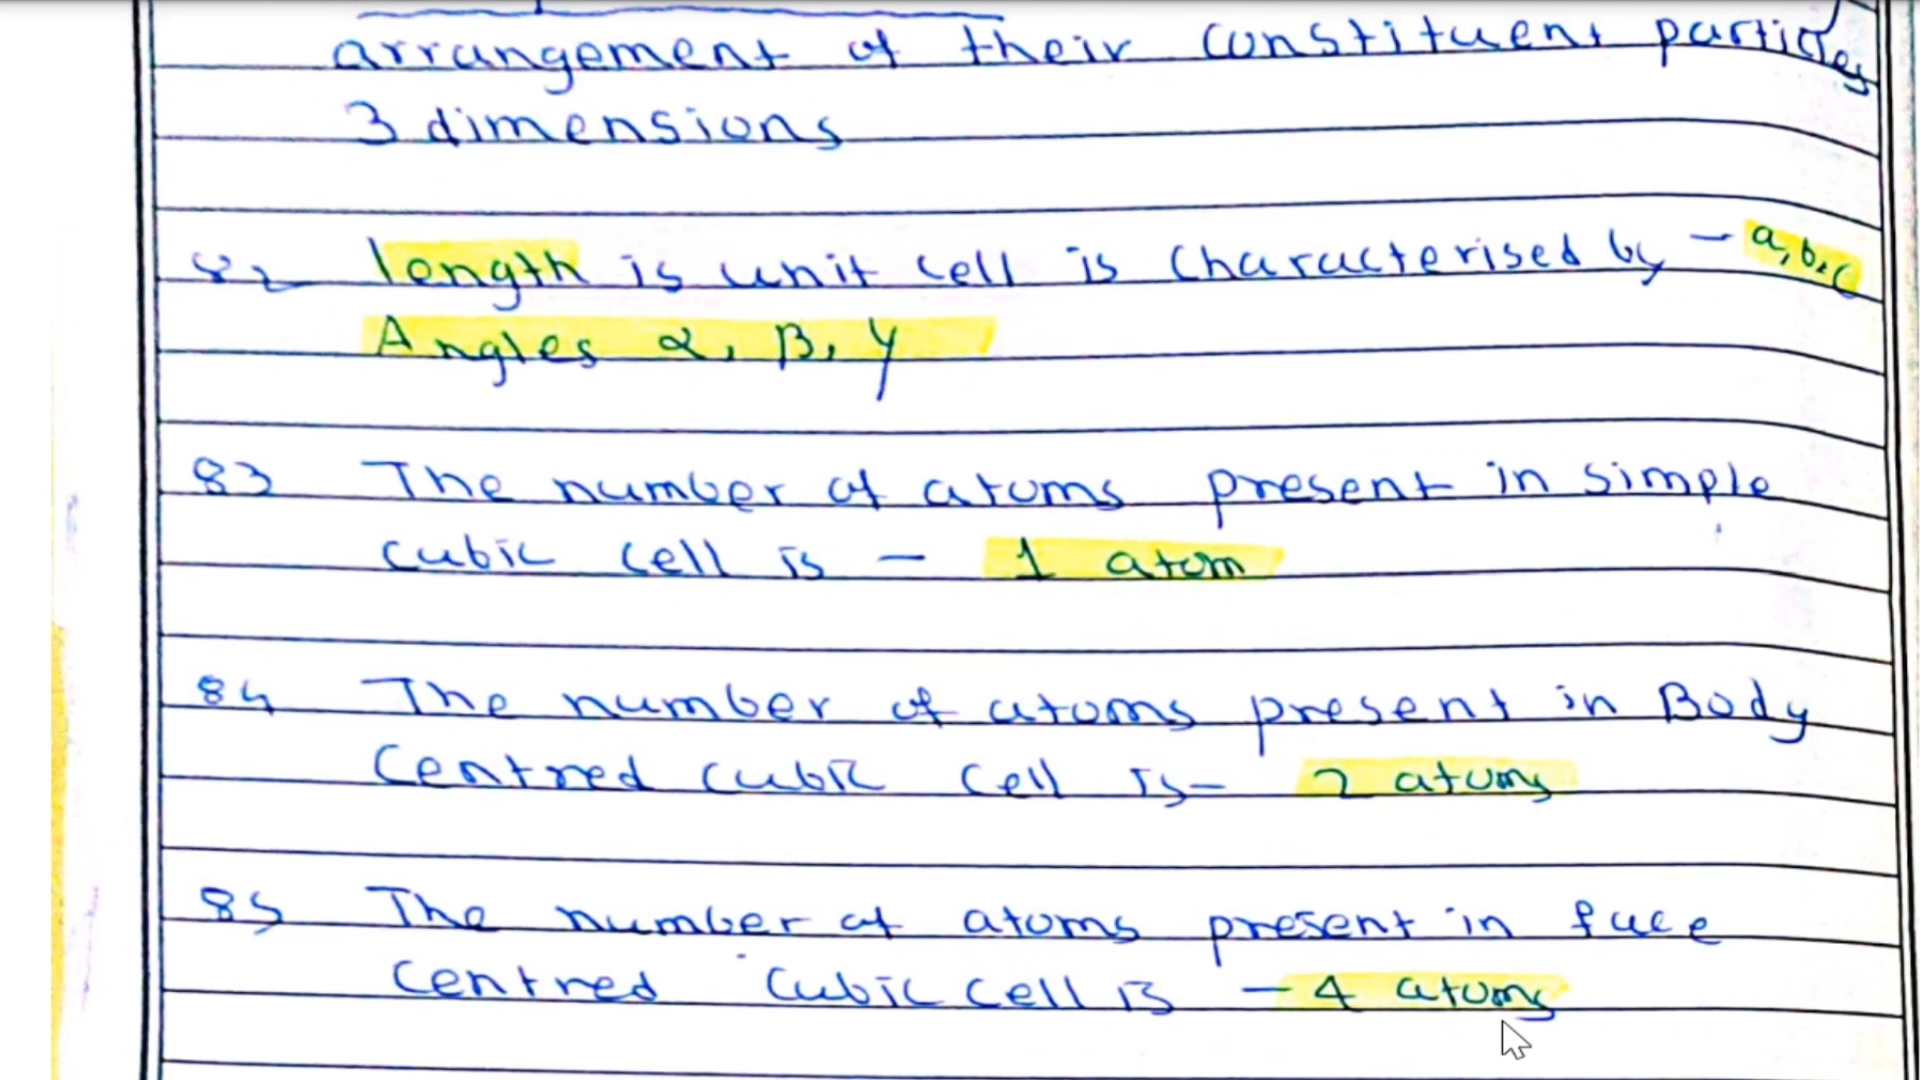 arrangement of their constituent particles
3 dimensions
82 length is unit cell is characterised by - a, b, c
Angles α, β, γ
83 The number of atoms present in simple
cubic cell is - 1 atom
84 The number of atoms present in Body
Centred cubic cell is - 2 atoms
85 The number of atoms present in face
centred cubic cell is - 4 atoms